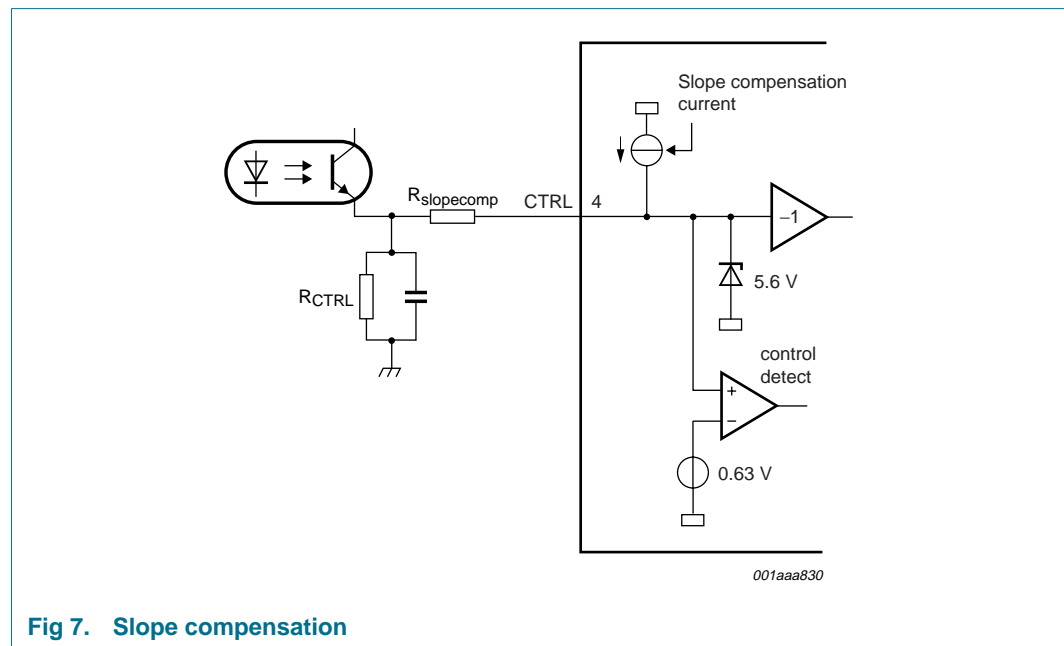 Slope compensation
current
Rslopecomp
CTRL
4
–1
RCTRL
5.6 V
control
detect
+
–
0.63 V
001aaa830
Fig 7. Slope compensation